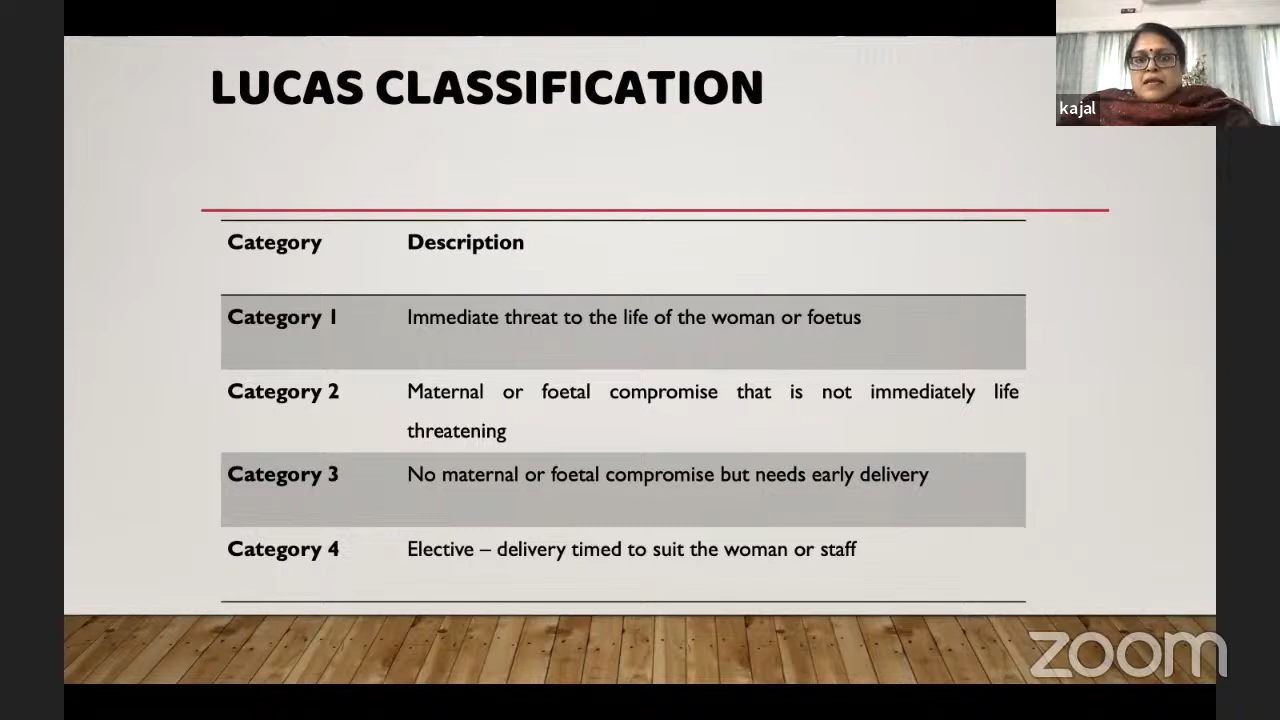 LUCAS CLASSIFICATION
kajal
Category Description
Category 1 Immediate threat to the life of the woman or foetus
Category 2 Maternal or foetal compromise that is not immediately life
threatening
Category 3 No maternal or foetal compromise but needs early delivery
Category 4 Elective – delivery timed to suit the woman or staff
zoom